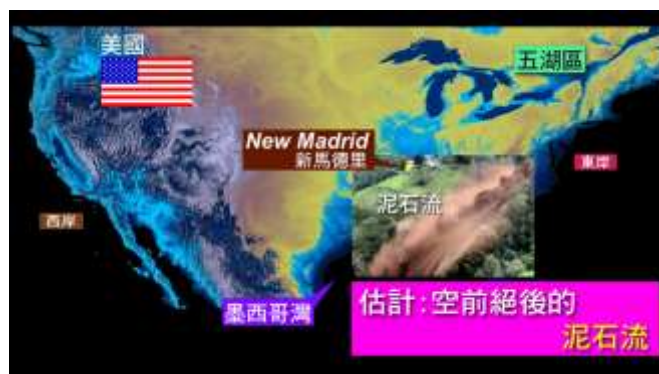 美國
五湖區
New Madrid
新馬德里
東岸
泥石流
西岸
墨西哥灣
估計:空前絕後的
泥石流